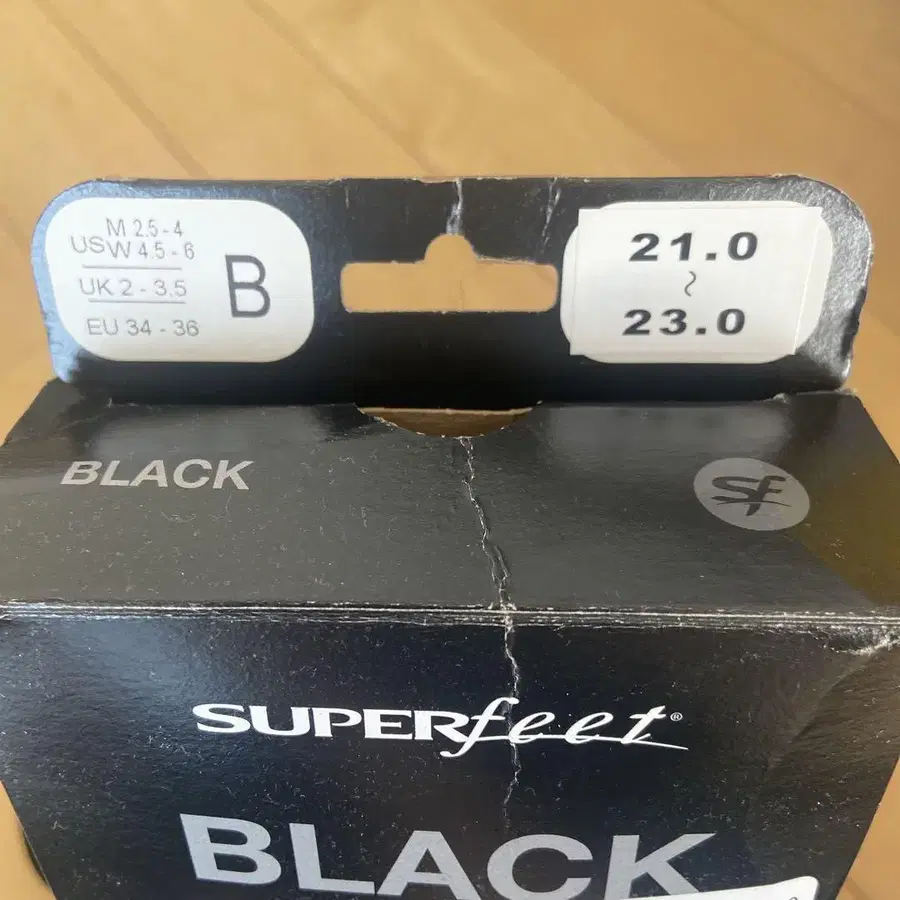 M 2.5 - 4
US W 4.5 - 6
UK 2 - 3.5
EU 34 - 36
B
21.0
~
23.0
BLACK
SF
SUPERfeet®
BLACK